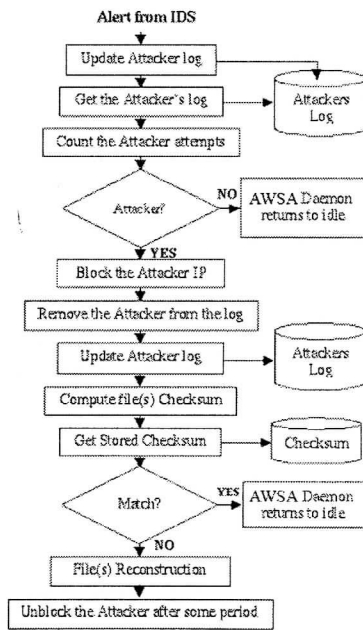 Alert from IDS
Update Attacker log
Get the Attacker's log
Attackers
Log
Count the Attacker attempts
Attacker?
NO
AWSA Daemon
returns to idle
YES
Block the Attacker IP
Remove the Attacker from the log
Update Attacker log
Attackers
Log
Compute file(s) Checksum
Get Stored Checksum
Checksum
Match?
YES
AWSA Daemon
returns to idle
NO
File(s) Reconstruction
Unblock the Attacker after some period